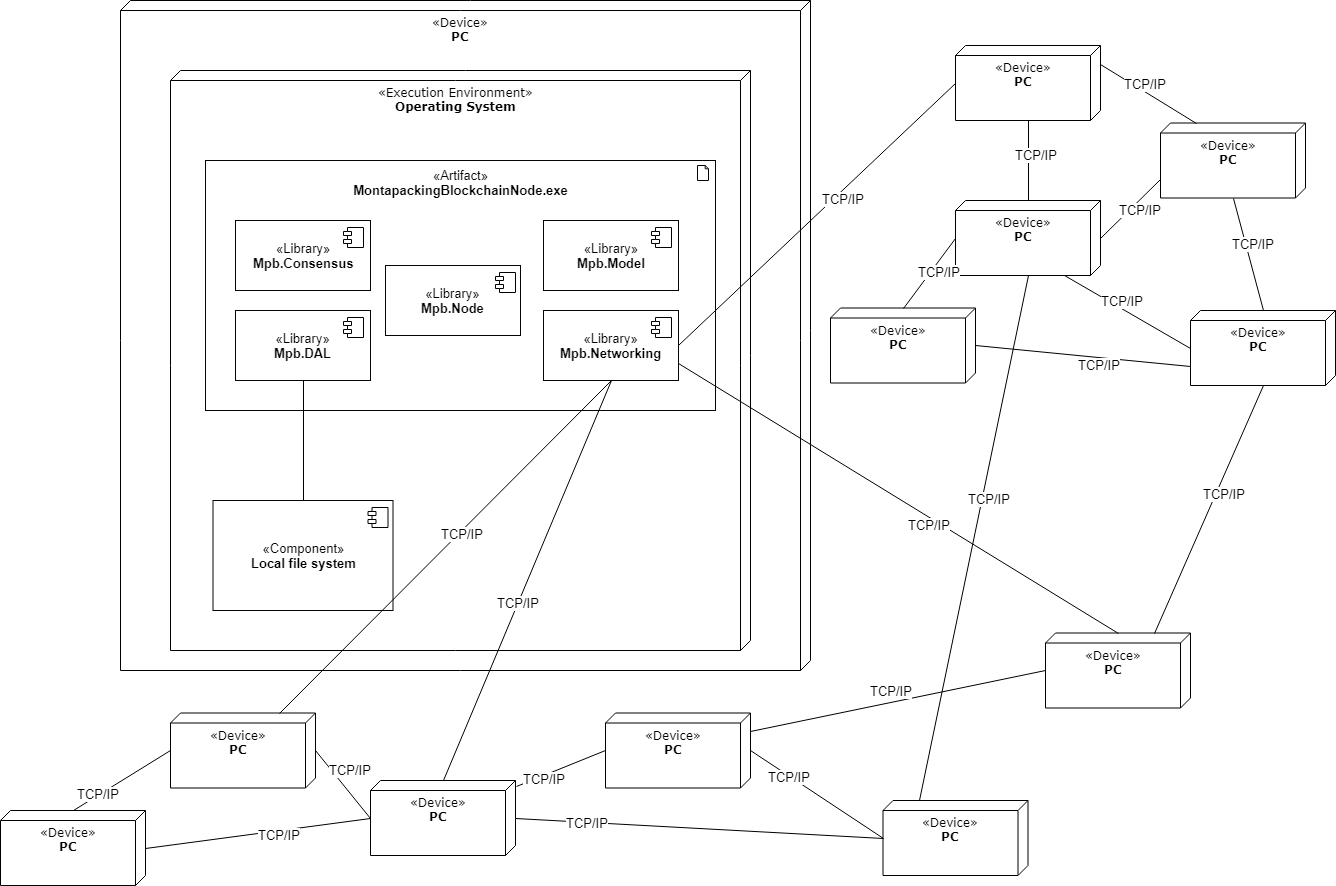 «Device»
PC
«Execution Environment»
Operating System
«Artifact»
MontapackingBlockchainNode.exe
«Library»
Mpb.Consensus
«Library»
Mpb.Model
«Library»
Mpb.Node
«Library»
Mpb.DAL
«Library»
Mpb.Networking
«Component»
Local file system
«Device»
PC
TCP/IP
«Device»
PC
TCP/IP
TCP/IP
TCP/IP
«Device»
PC
TCP/IP
TCP/IP
TCP/IP
«Device»
PC
«Device»
PC
TCP/IP
TCP/IP
TCP/IP
TCP/IP
TCP/IP
TCP/IP
«Device»
PC
TCP/IP
«Device»
PC
«Device»
PC
TCP/IP
TCP/IP
TCP/IP
TCP/IP
«Device»
PC
«Device»
PC
«Device»
PC
TCP/IP
TCP/IP